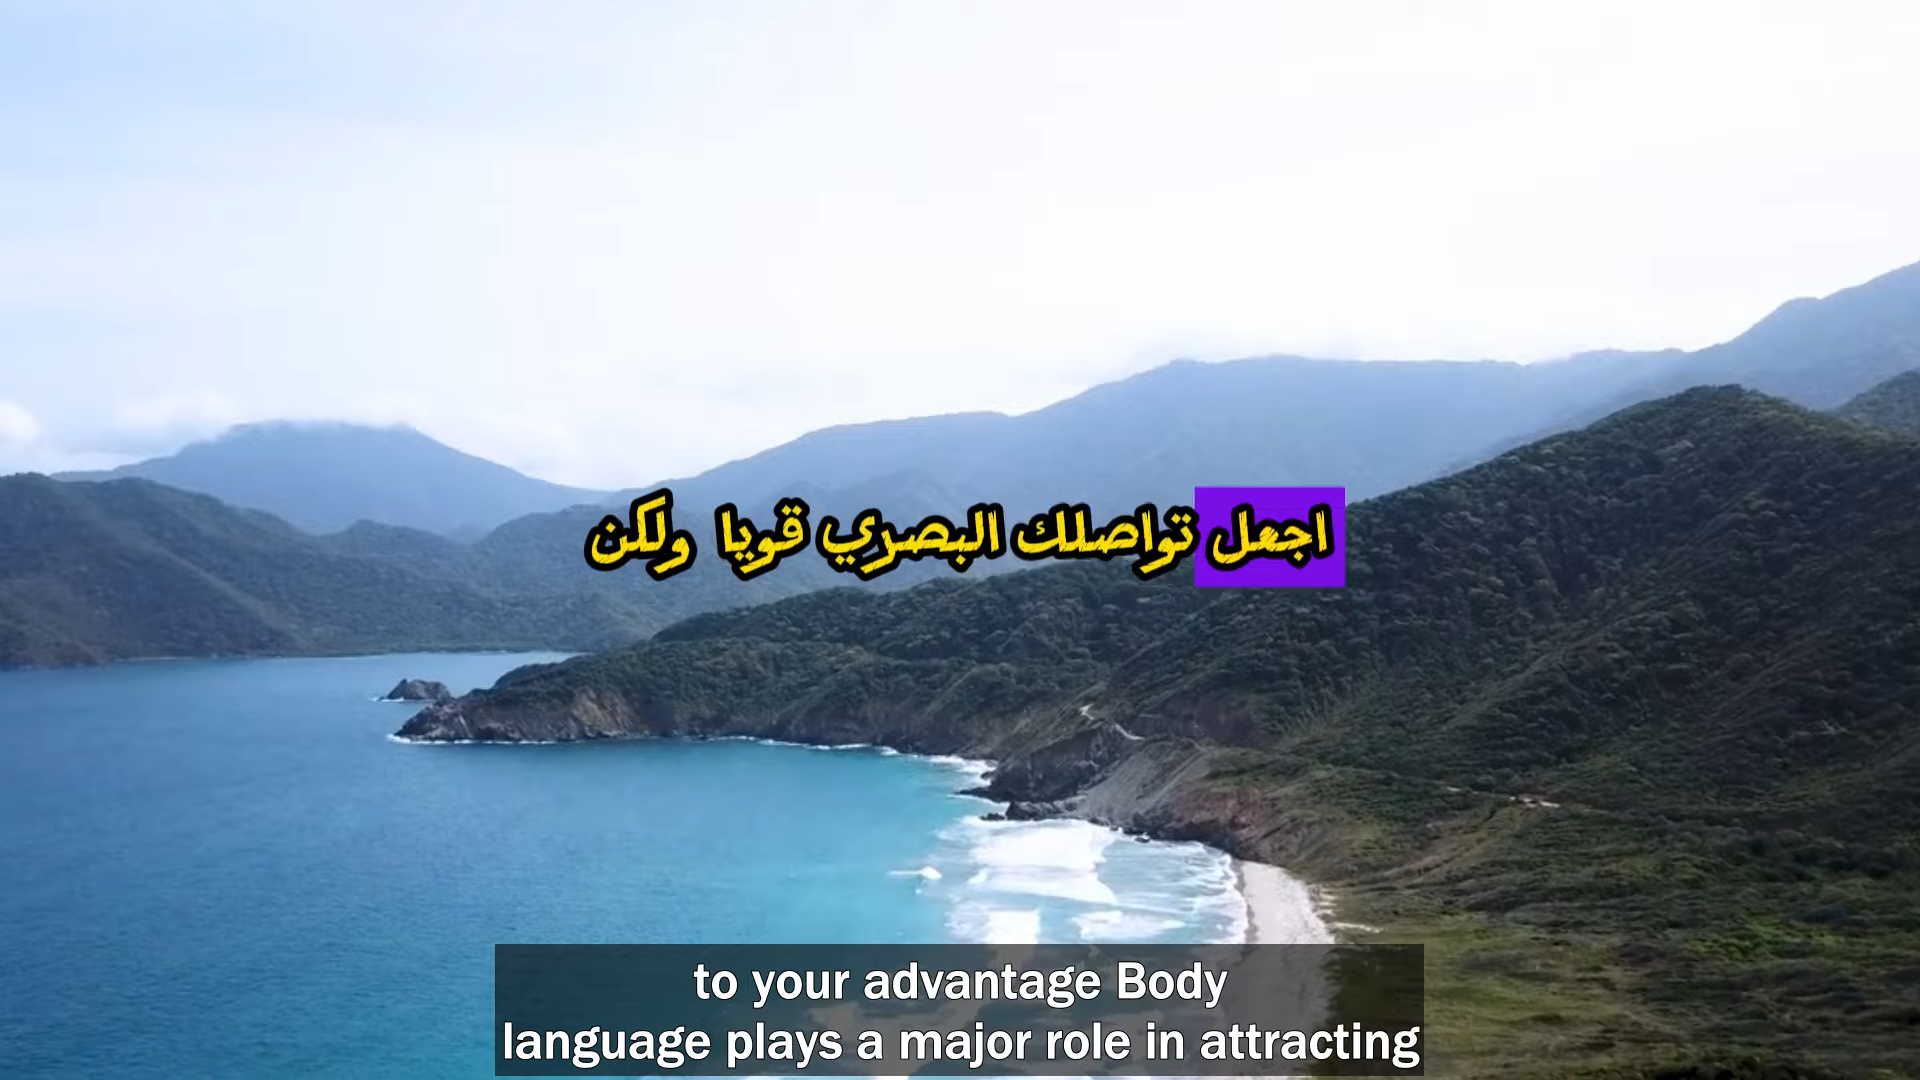 اجعل تواصلك البصري قويا ولكن
to your advantage Body
language plays a major role in attracting